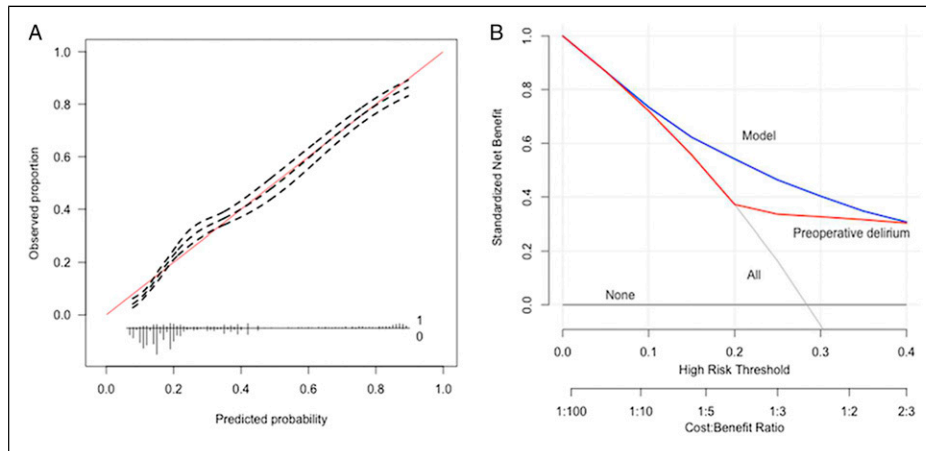 A
1.0
0.8
0.6
0.4
0.2
0.0
Observed proportion
1
0
0.0 0.2 0.4 0.6 0.8 1.0
Predicted probability
B
1.0
0.8
0.6
0.4
0.2
0.0
Standardized Net Benefit
Model
Preoperative delirium
All
None
0.0 0.1 0.2 0.3 0.4
High Risk Threshold
1:100 1:10 1:5 1:3 1:2 2:3
Cost:Benefit Ratio